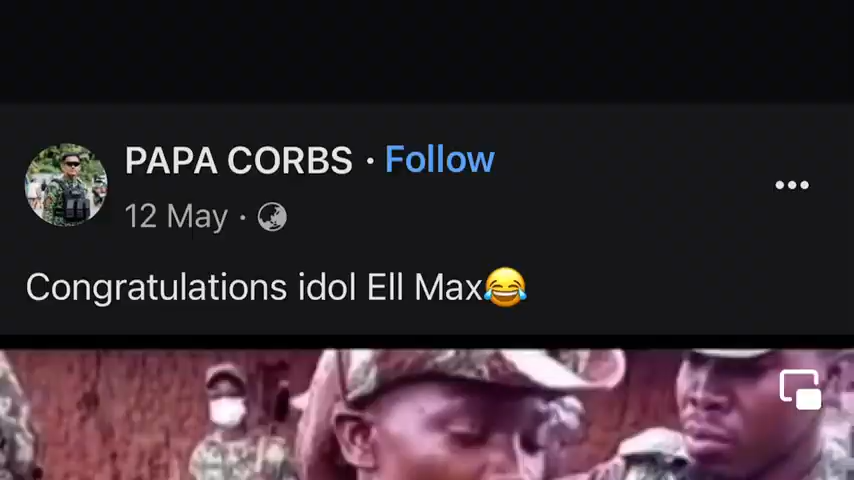 PAPA CORBS · Follow
12 May ·
Congratulations idol Ell Max😂